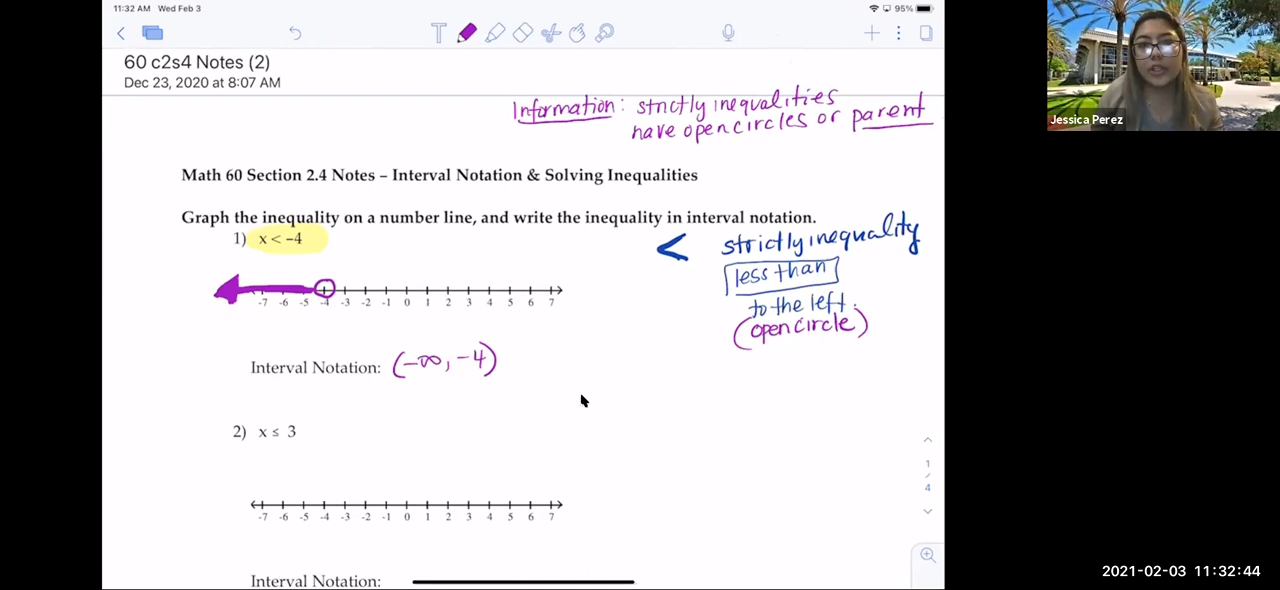 11:32 AM Wed Feb 3
95%
60 c2s4 Notes (2)
Dec 23, 2020 at 8:07 AM
Information: strictly inequalities
have open circles or parent
Jessica Perez
Math 60 Section 2.4 Notes – Interval Notation & Solving Inequalities
Graph the inequality on a number line, and write the inequality in interval notation.
1) x < -4
< strictly inequality
less than
to the left.
(open circle)
-7 -6 -5 -4 -3 -2 -1 0 1 2 3 4 5 6 7
Interval Notation: (-∞, -4)
2) x ≤ 3
1
/
4
-7 -6 -5 -4 -3 -2 -1 0 1 2 3 4 5 6 7
Interval Notation:
2021-02-03 11:32:44